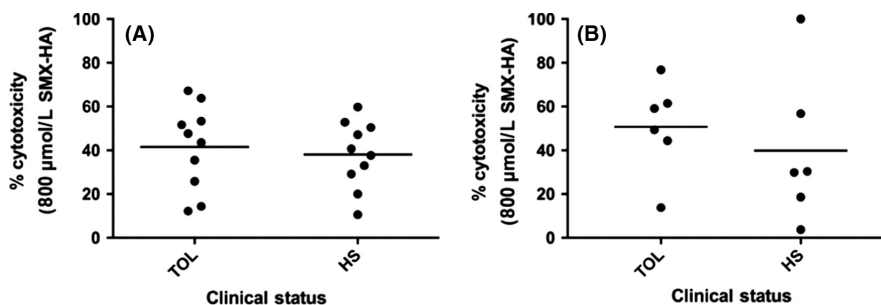 (A)
% cytotoxicity
(800 µmol/L SMX-HA)
100
80
60
40
20
0
TOL
HS
Clinical status
(B)
% cytotoxicity
(800 µmol/L SMX-HA)
100
80
60
40
20
0
TOL
HS
Clinical status